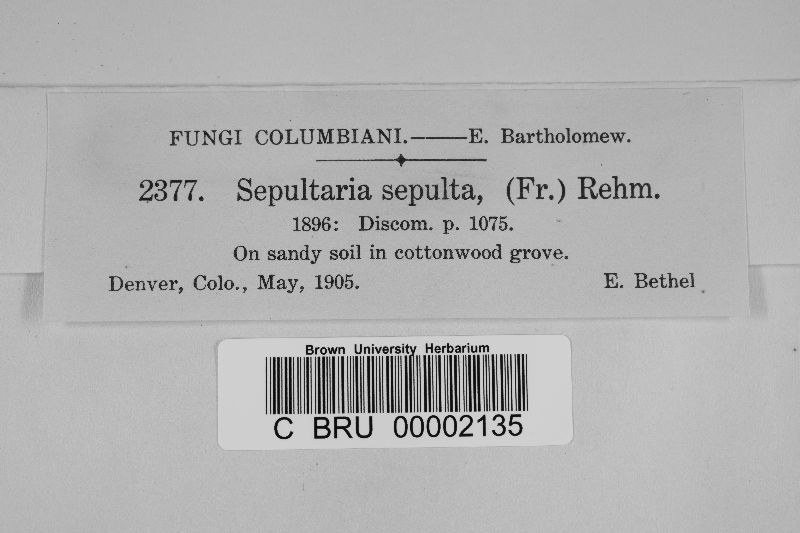 FUNGI COLUMBIANI.——E. Bartholomew.
2377. Sepultaria sepulta, (Fr.) Rehm.
1896: Discom. p. 1075.
On sandy soil in cottonwood grove.
Denver, Colo., May, 1905. E. Bethel
Brown University Herbarium
C BRU 00002135